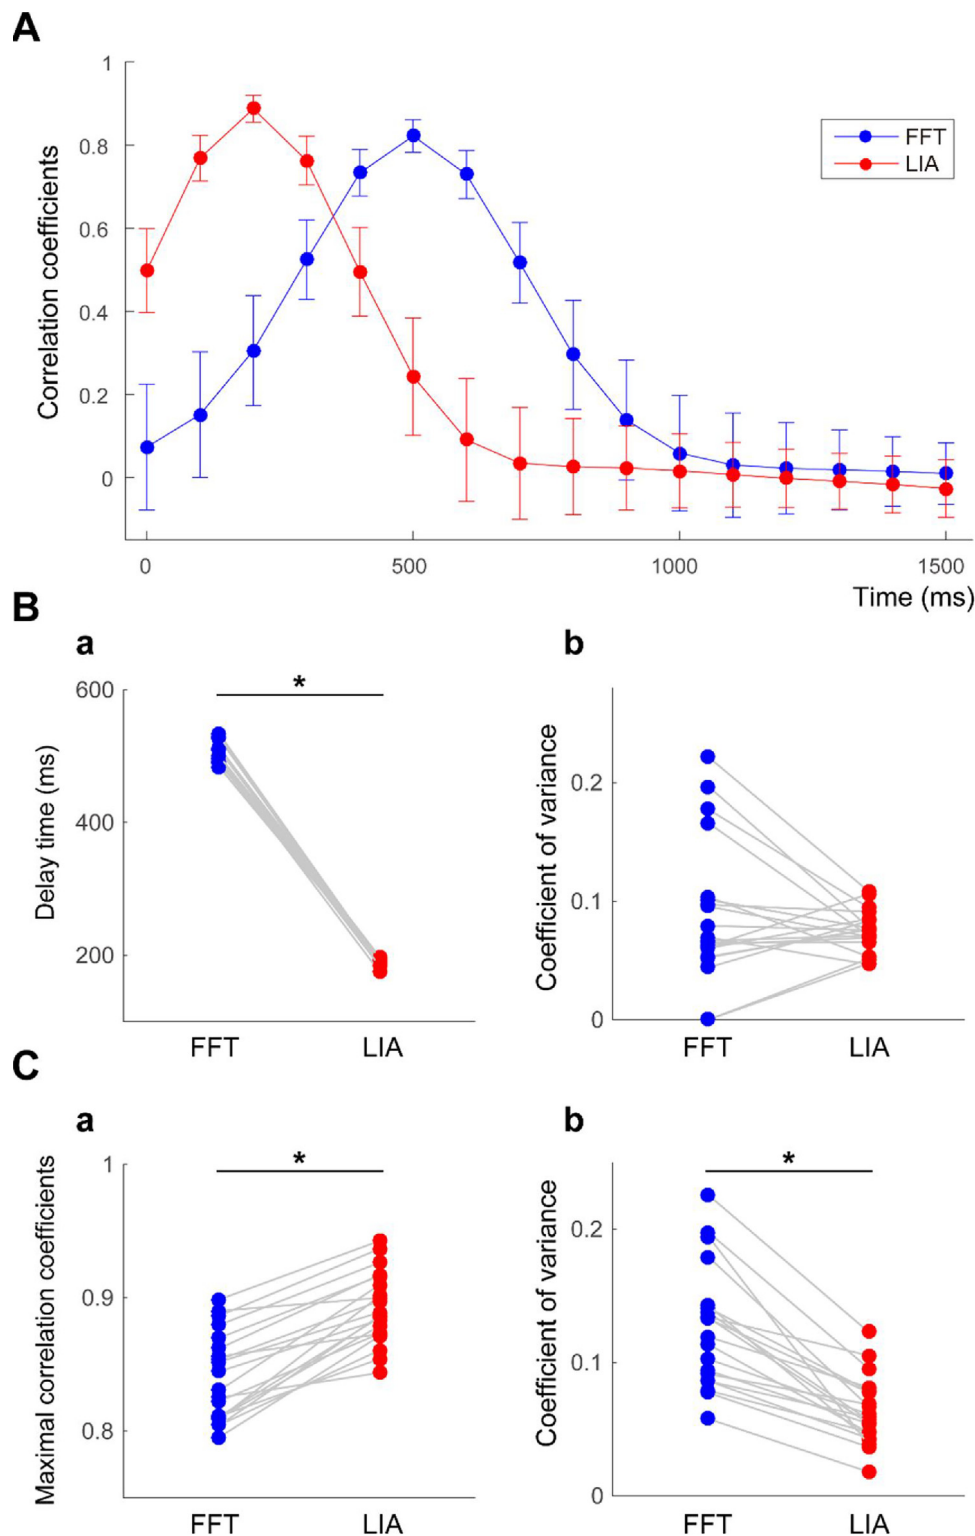 A
1
0.8
0.6
0.4
0.2
0
Correlation coefficients
FFT
LIA
0
500
1000
1500
Time (ms)
B
a
*
600
400
200
Delay time (ms)
FFT
LIA
b
0.2
0.1
0
Coefficient of variance
FFT
LIA
C
a
*
1
0.9
0.8
Maximal correlation coefficients
FFT
LIA
b
*
0.2
0.1
0
Coefficient of variance
FFT
LIA